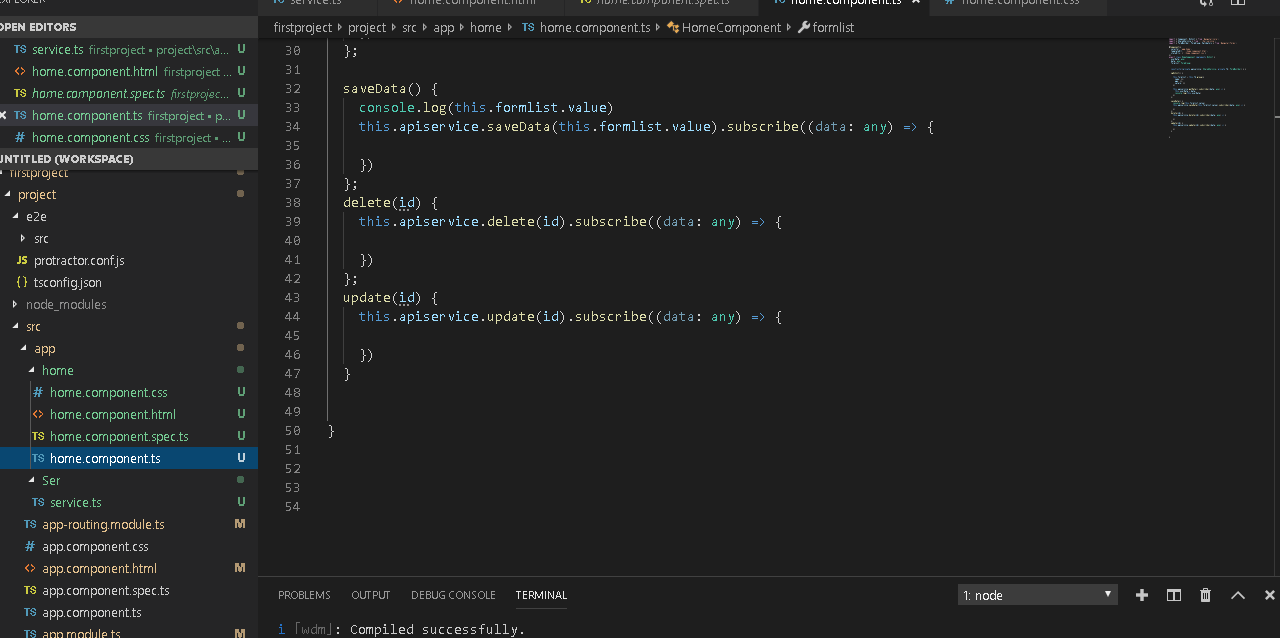 EXPLORER
service.ts
home.component.html
home.component.spec.ts
home.component.ts
home.component.css
OPEN EDITORS
TS service.ts firstproject • project\src\a... U
<> home.component.html firstproject ... U
TS home.component.spec.ts firstprojec... U
× TS home.component.ts firstproject • p... U
# home.component.css firstproject • ... U
UNTITLED (WORKSPACE)
firstproject
project
e2e
src
JS protractor.conf.js
{} tsconfig.json
node_modules
src
app
home
# home.component.css U
<> home.component.html U
TS home.component.spec.ts U
TS home.component.ts U
Ser
TS service.ts U
TS app-routing.module.ts M
# app.component.css
<> app.component.html M
TS app.component.spec.ts
TS app.component.ts
TS app.module.ts M
firstproject ▸ project ▸ src ▸ app ▸ home ▸ TS home.component.ts ▸ HomeComponent ▸ formlist
30 };
31
32 saveData() {
33 console.log(this.formlist.value)
34 this.apiservice.saveData(this.formlist.value).subscribe((data: any) => {
35
36 })
37 };
38 delete(id) {
39 this.apiservice.delete(id).subscribe((data: any) => {
40
41 })
42 };
43 update(id) {
44 this.apiservice.update(id).subscribe((data: any) => {
45
46 })
47 }
48
49
50 }
51
52
53
54
PROBLEMS OUTPUT DEBUG CONSOLE TERMINAL 1: node
i [wdm]: Compiled successfully.